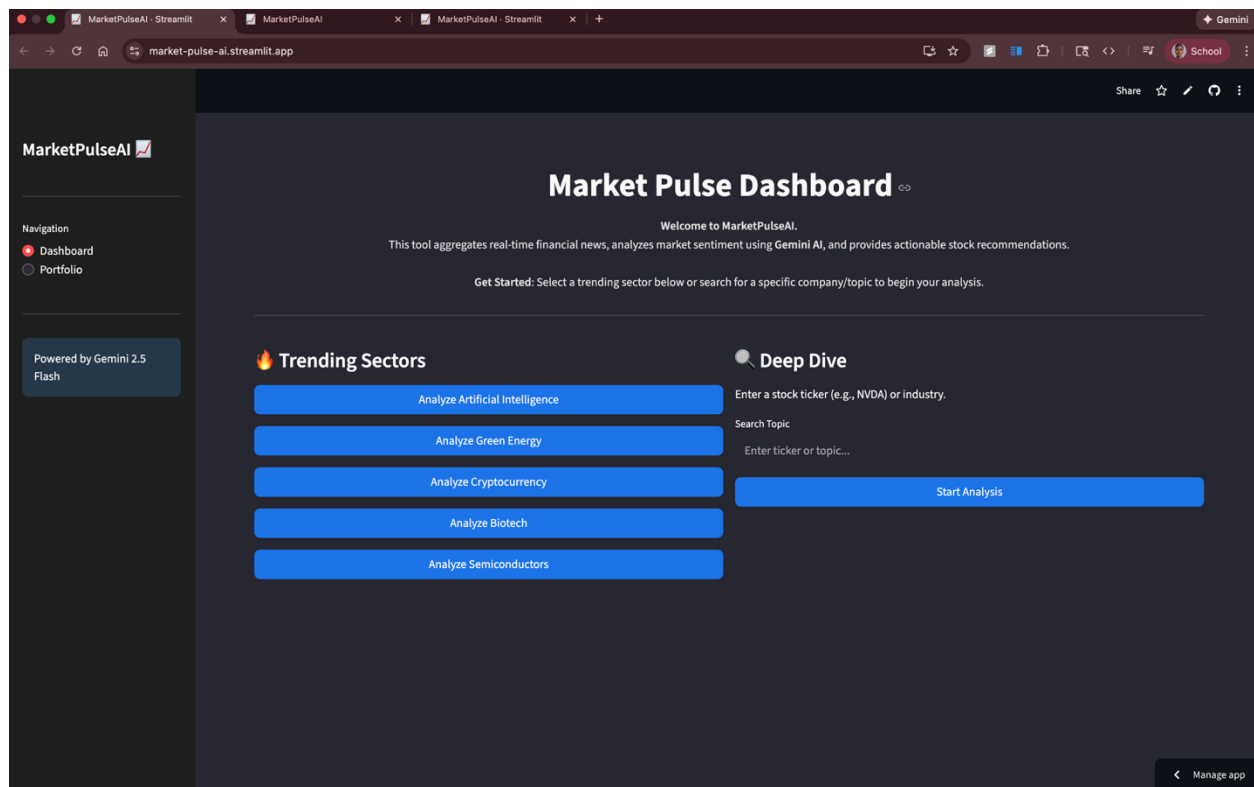 MarketPulseAI · Streamlit
MarketPulseAI
MarketPulseAI · Streamlit
Gemini
market-pulse-ai.streamlit.app
School
Share
MarketPulseAI
Navigation
Dashboard
Portfolio
Powered by Gemini 2.5
Flash
Market Pulse Dashboard
Welcome to MarketPulseAI.
This tool aggregates real-time financial news, analyzes market sentiment using Gemini AI, and provides actionable stock recommendations.
Get Started: Select a trending sector below or search for a specific company/topic to begin your analysis.
Trending Sectors
Analyze Artificial Intelligence
Analyze Green Energy
Analyze Cryptocurrency
Analyze Biotech
Analyze Semiconductors
Deep Dive
Enter a stock ticker (e.g., NVDA) or industry.
Search Topic
Enter ticker or topic...
Start Analysis
Manage app